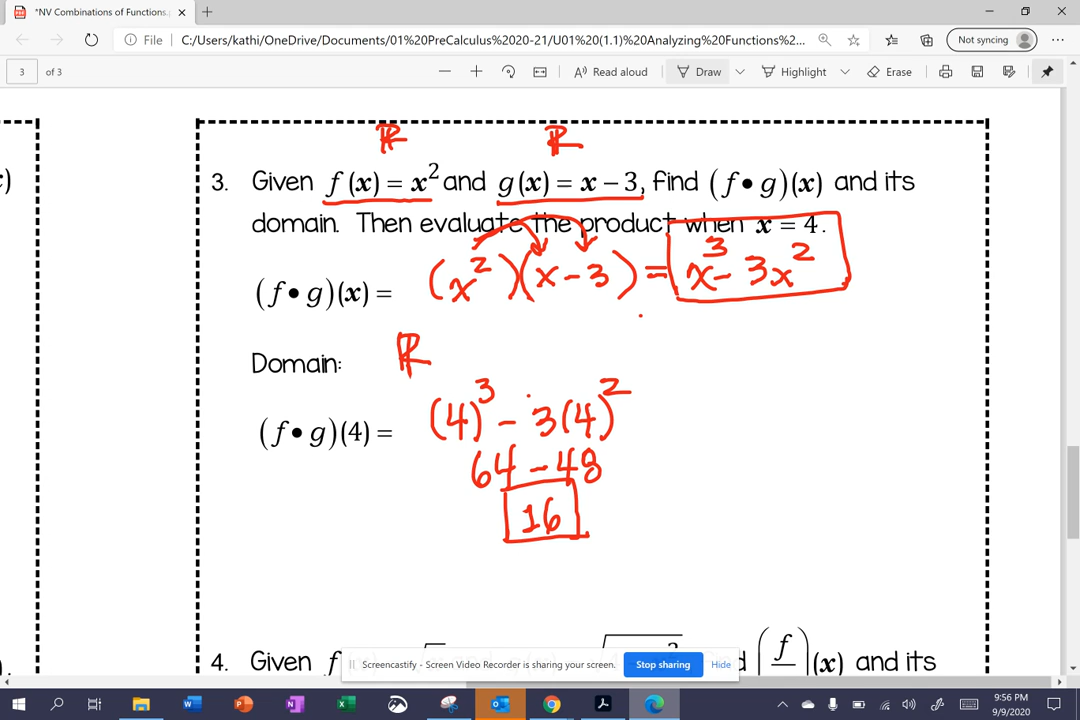 *NV Combinations of Functions.
File C:/Users/kathi/OneDrive/Documents/01%20PreCalculus%2020-21/U01%20(1.1)%20Analyzing%20Functions%2... Not syncing
3 of 3 Read aloud Draw Highlight Erase
ℝ ℝ
3. Given f(x) = x² and g(x) = x − 3, find (f • g)(x) and its
domain. Then evaluate the product when x = 4.
(f • g)(x) = (x²)(x − 3) = x³ − 3x²
Domain: ℝ
(f • g)(4) = (4)³ − 3(4)²
64 − 48
16
4. Given f (f/ )(x) and its
Screencastify - Screen Video Recorder is sharing your screen. Stop sharing Hide
9:56 PM
9/9/2020